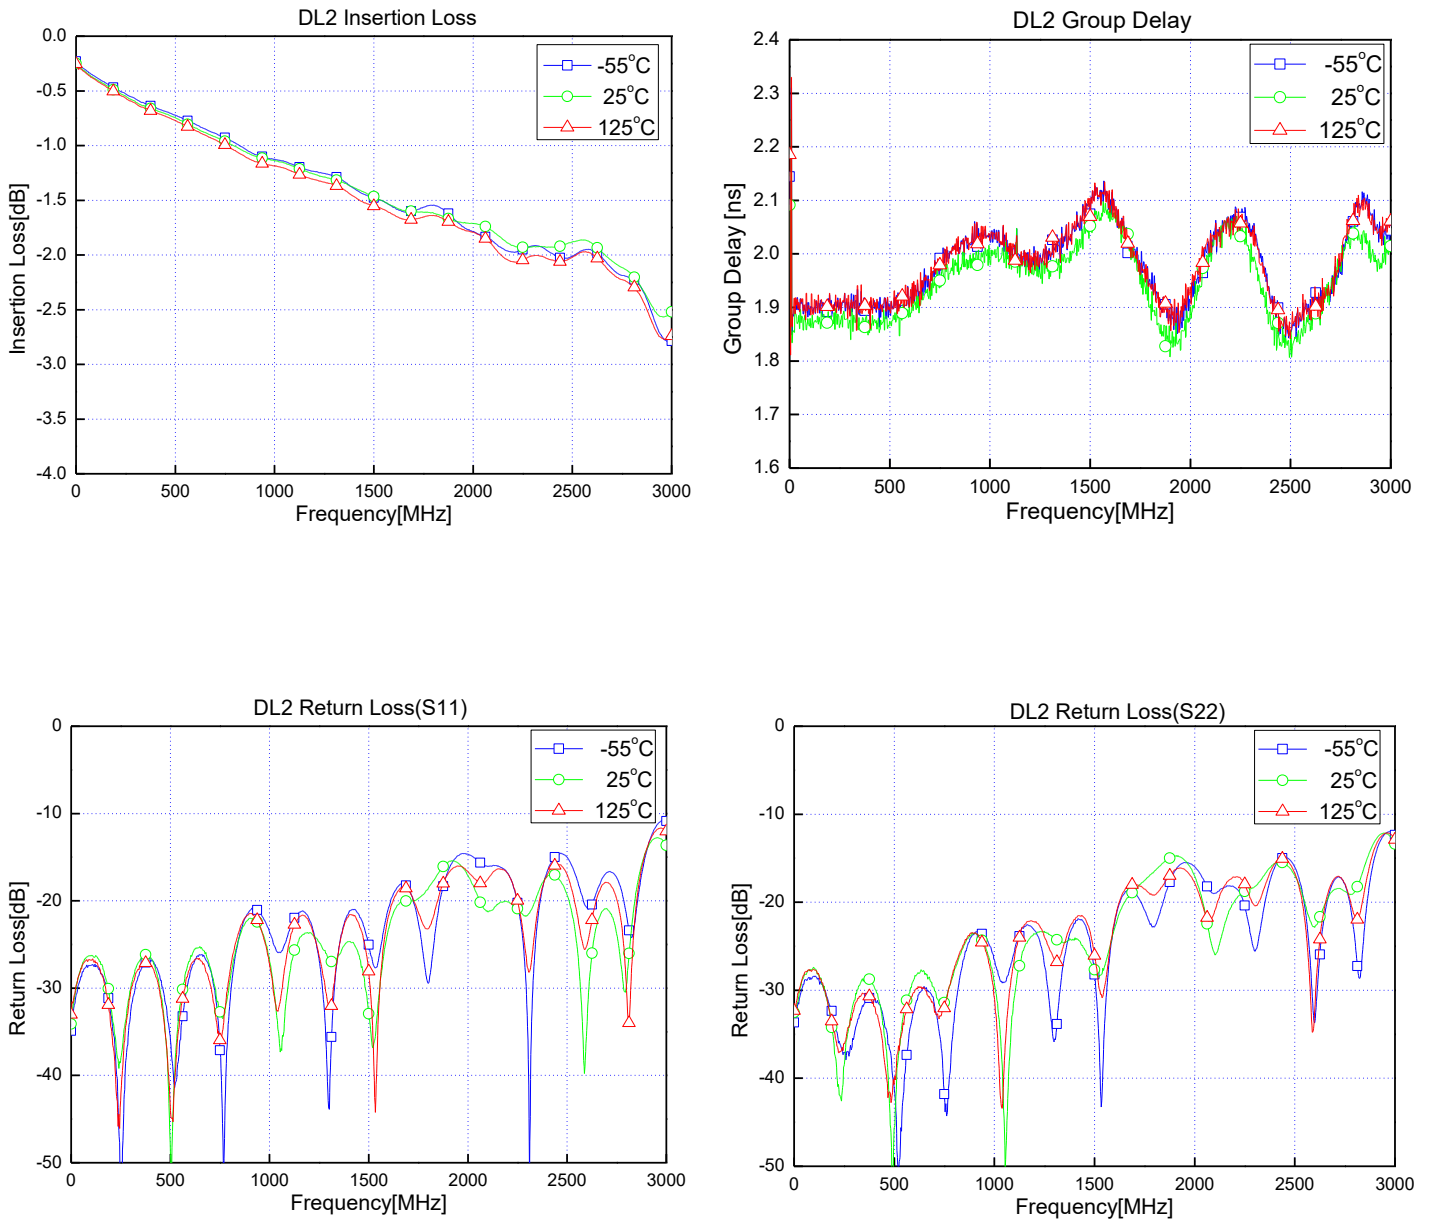 DL2 Insertion Loss
0.0
-0.5
-1.0
-1.5
-2.0
-2.5
-3.0
-3.5
-4.0
Insertion Loss[dB]
-55°C
25°C
125°C
0 500 1000 1500 2000 2500 3000
Frequency[MHz]
DL2 Group Delay
2.4
2.3
2.2
2.1
2.0
1.9
1.8
1.7
1.6
Group Delay [ns]
-55°C
25°C
125°C
0 500 1000 1500 2000 2500 3000
Frequency[MHz]
DL2 Return Loss(S11)
0
-10
-20
-30
-40
-50
Return Loss[dB]
-55°C
25°C
125°C
0 500 1000 1500 2000 2500 3000
Frequency[MHz]
DL2 Return Loss(S22)
0
-10
-20
-30
-40
-50
Return Loss[dB]
-55°C
25°C
125°C
0 500 1000 1500 2000 2500 3000
Frequency[MHz]